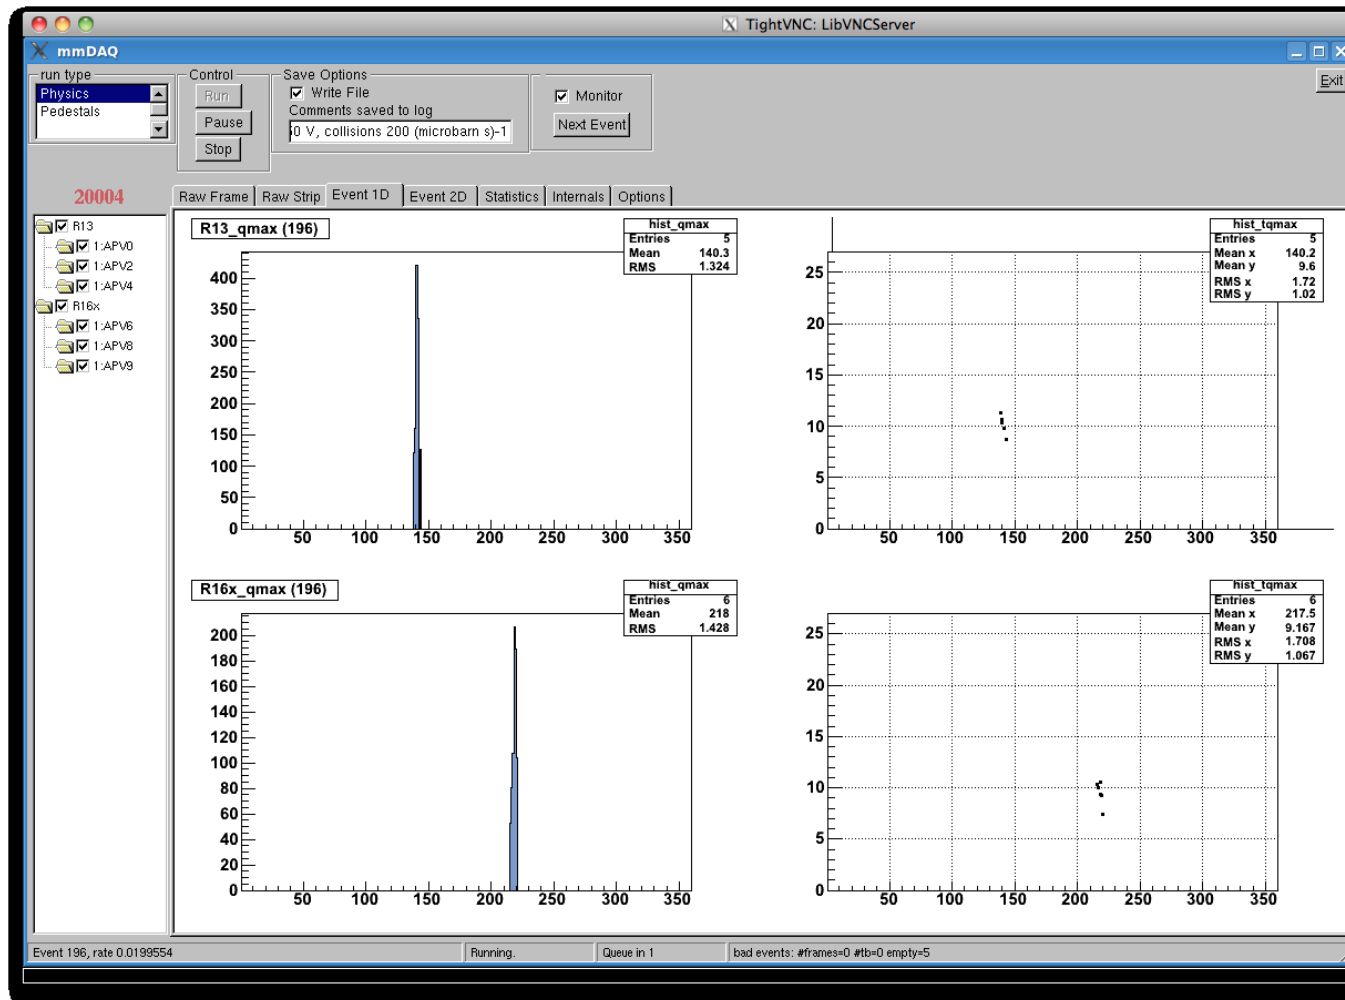 TightVNC: LibVNCServer
mmDAQ
run type
Physics
Pedestals
Control
Run
Pause
Stop
Save Options
Write File
Comments saved to log
0 V, collisions 200 (microbarn s)-1
Monitor
Next Event
Exit
20004
Raw Frame Raw Strip Event 1D Event 2D Statistics Internals Options
R13
1:APV0
1:APV2
1:APV4
R16x
1:APV6
1:APV8
1:APV9
R13_qmax (196)
hist_qmax
Entries 5
Mean 140.3
RMS 1.324
400
350
300
250
200
150
100
50
0
50 100 150 200 250 300 350
hist_tqmax
Entries 5
Mean x 140.2
Mean y 9.6
RMS x 1.72
RMS y 1.02
25
20
15
10
5
0
50 100 150 200 250 300 350
R16x_qmax (196)
hist_qmax
Entries 6
Mean 218
RMS 1.428
200
180
160
140
120
100
80
60
40
20
0
50 100 150 200 250 300 350
hist_tqmax
Entries 6
Mean x 217.5
Mean y 9.167
RMS x 1.708
RMS y 1.067
25
20
15
10
5
0
50 100 150 200 250 300 350
Event 196, rate 0.0199554
Running.
Queue in 1
bad events: #frames=0 #tb=0 empty=5